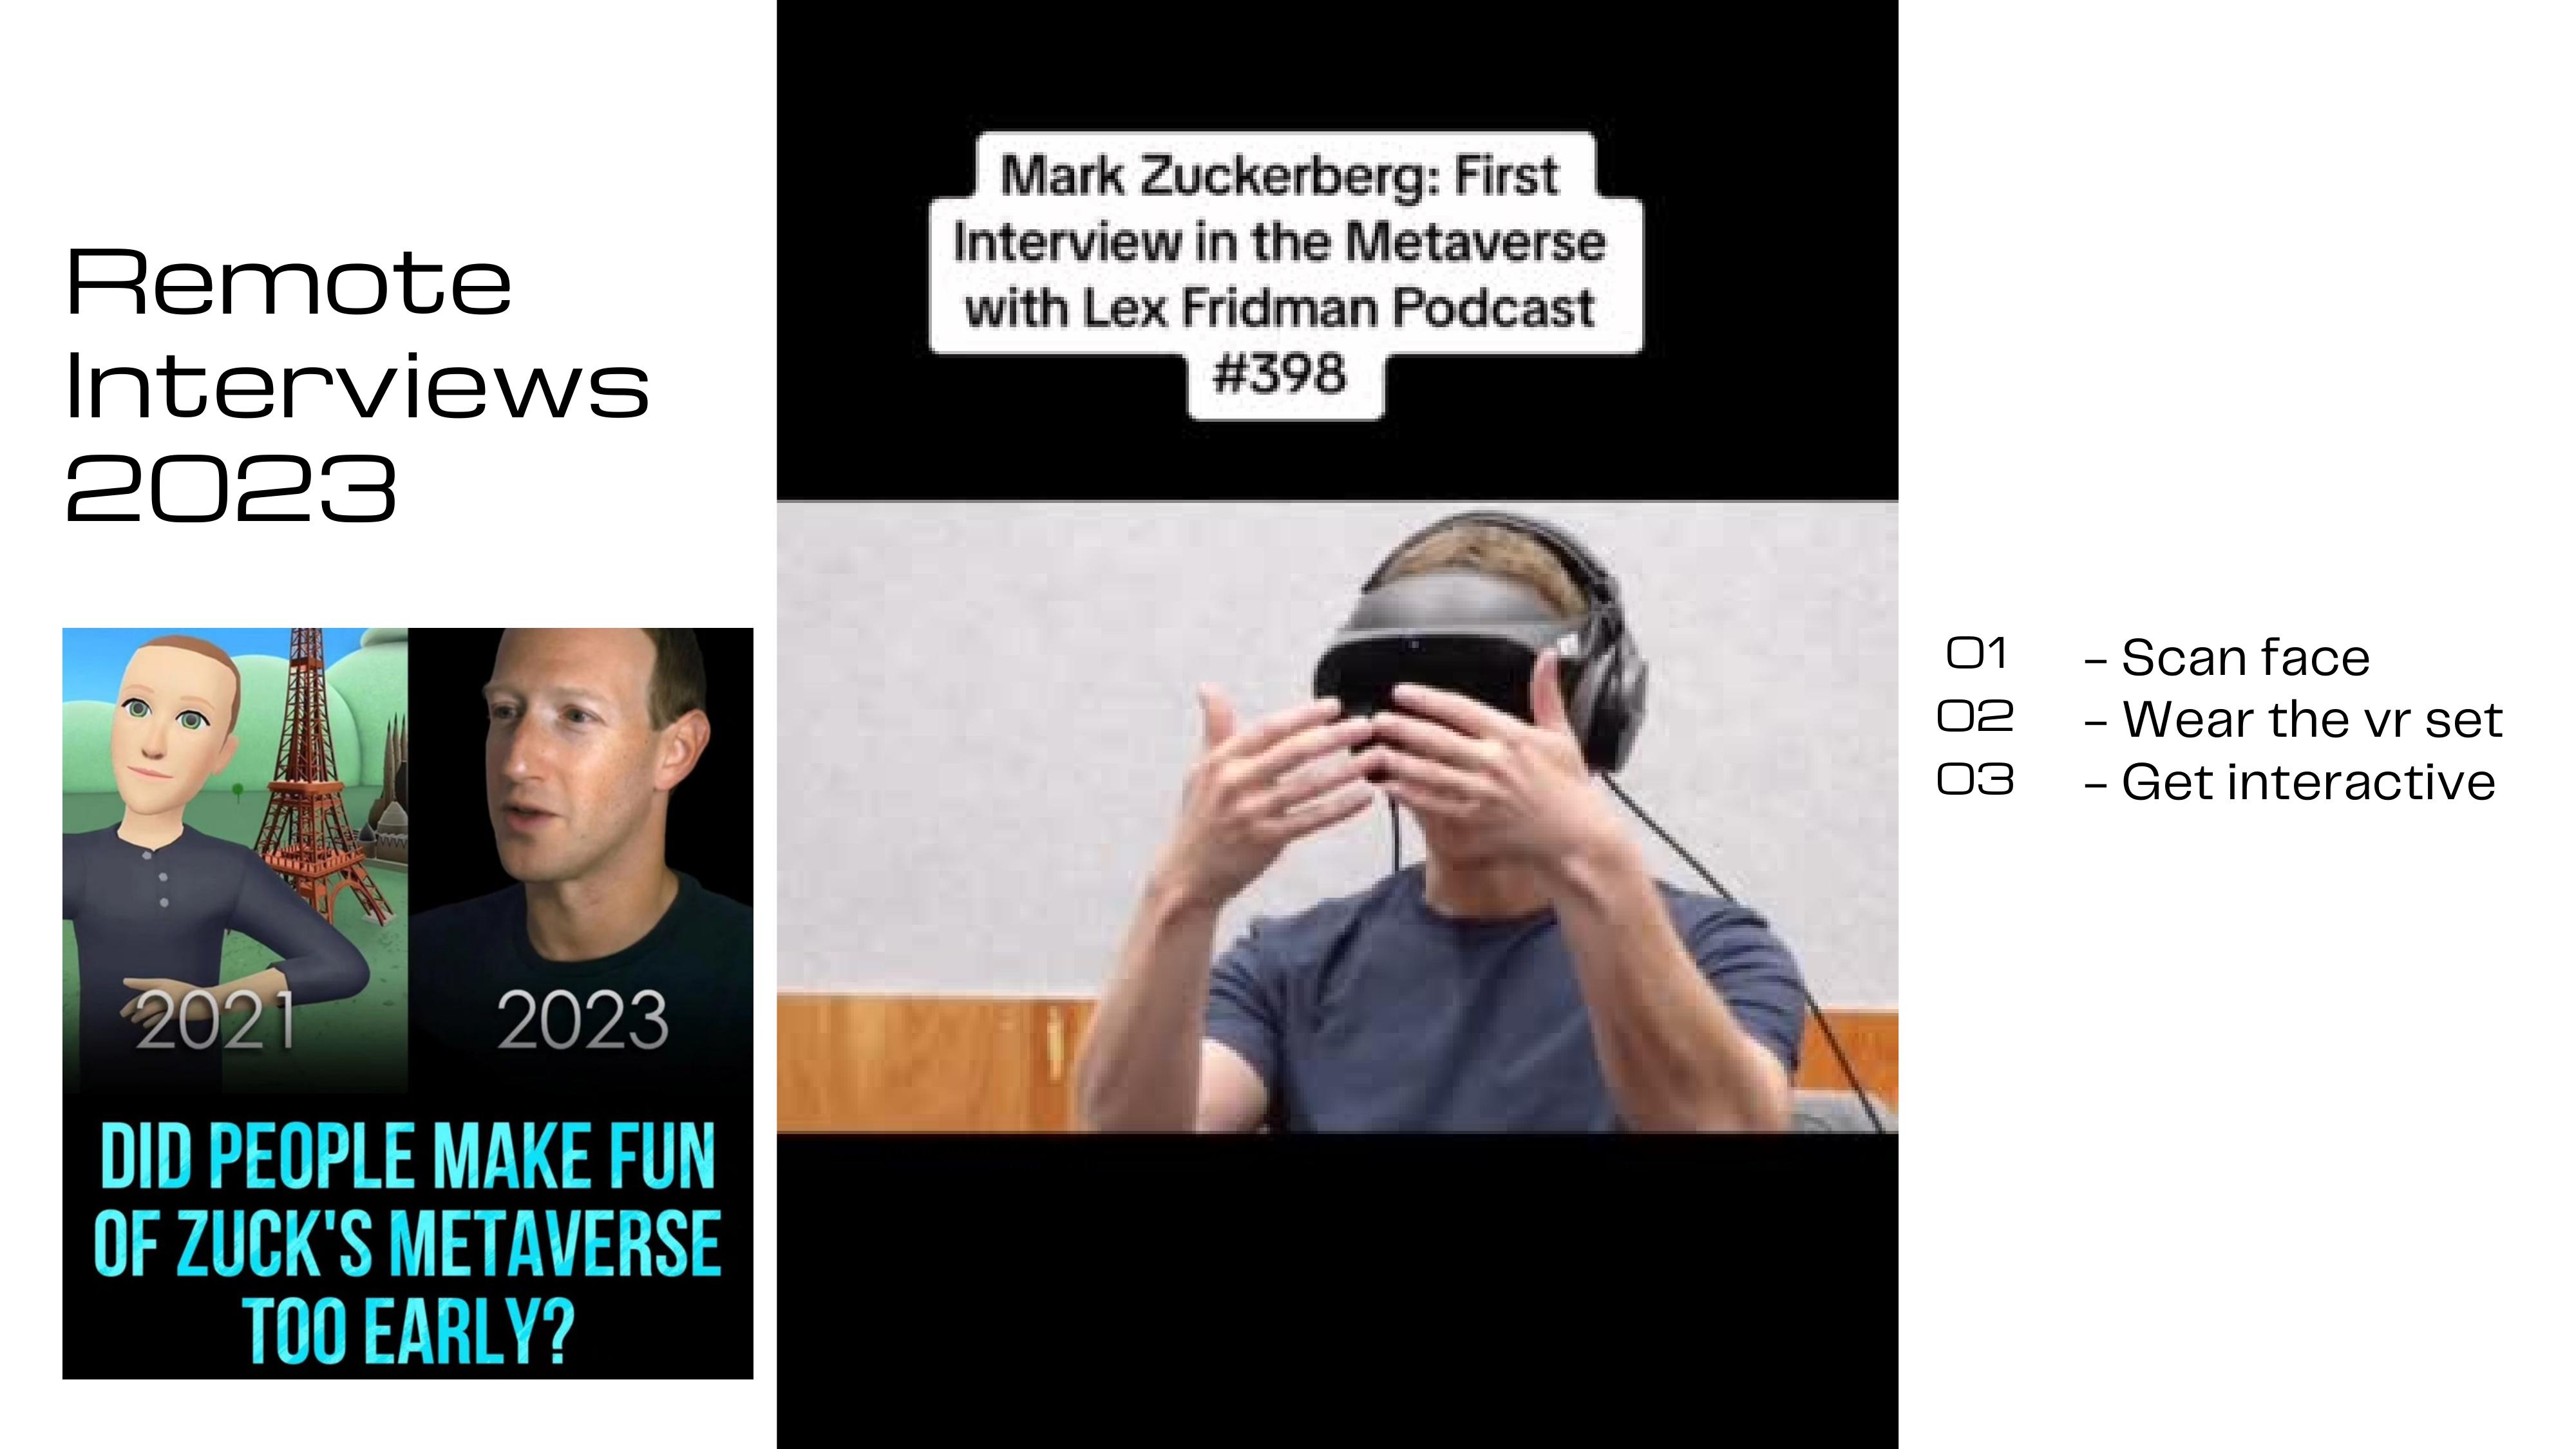 Remote
Interviews
2023
2021
2023
DID PEOPLE MAKE FUN
OF ZUCK'S METAVERSE
TOO EARLY?
Mark Zuckerberg: First
Interview in the Metaverse
with Lex Fridman Podcast
#398
01 - Scan face
02 - Wear the vr set
03 - Get interactive